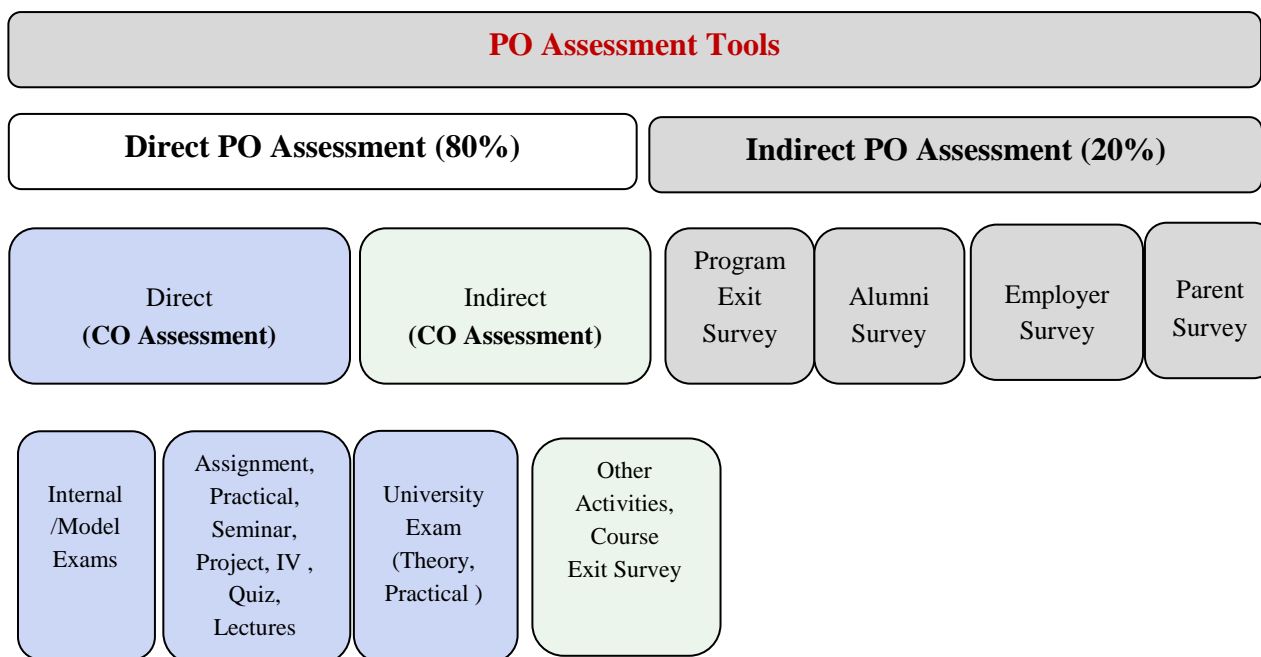 PO Assessment Tools
Direct PO Assessment (80%)
Indirect PO Assessment (20%)
Direct
(CO Assessment)
Indirect
(CO Assessment)
Program
Exit
Survey
Alumni
Survey
Employer
Survey
Parent
Survey
Internal
/Model
Exams
Assignment,
Practical,
Seminar,
Project, IV ,
Quiz,
Lectures
University
Exam
(Theory,
Practical )
Other
Activities,
Course
Exit Survey